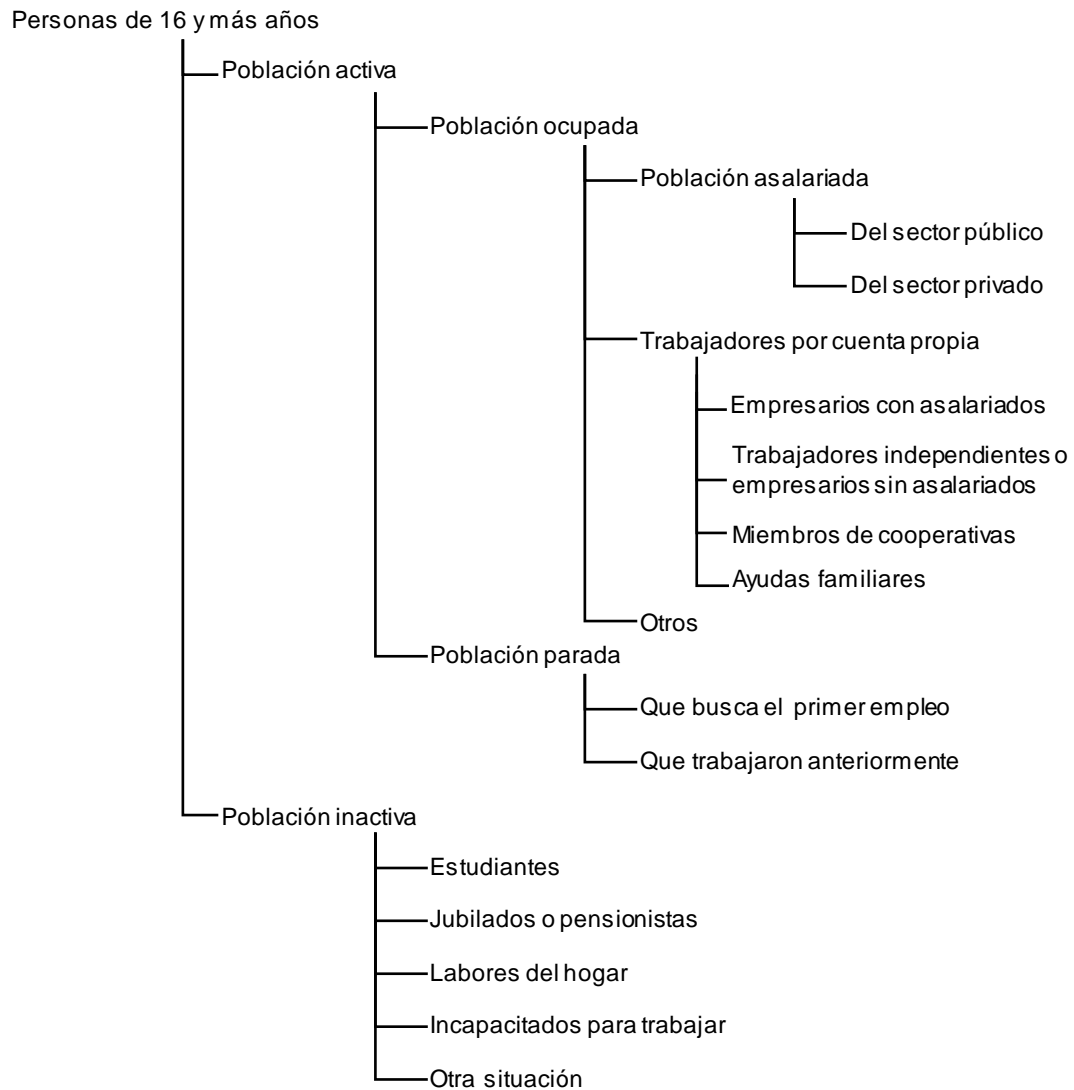 Personas de 16 y más años
Población activa
Población ocupada
Población asalariada
Del sector público
Del sector privado
Trabajadores por cuenta propia
Empresarios con asalariados
Trabajadores independientes o
empresarios sin asalariados
Miembros de cooperativas
Ayudas familiares
Otros
Población parada
Que busca el primer empleo
Que trabajaron anteriormente
Población inactiva
Estudiantes
Jubilados o pensionistas
Labores del hogar
Incapacitados para trabajar
Otra situación